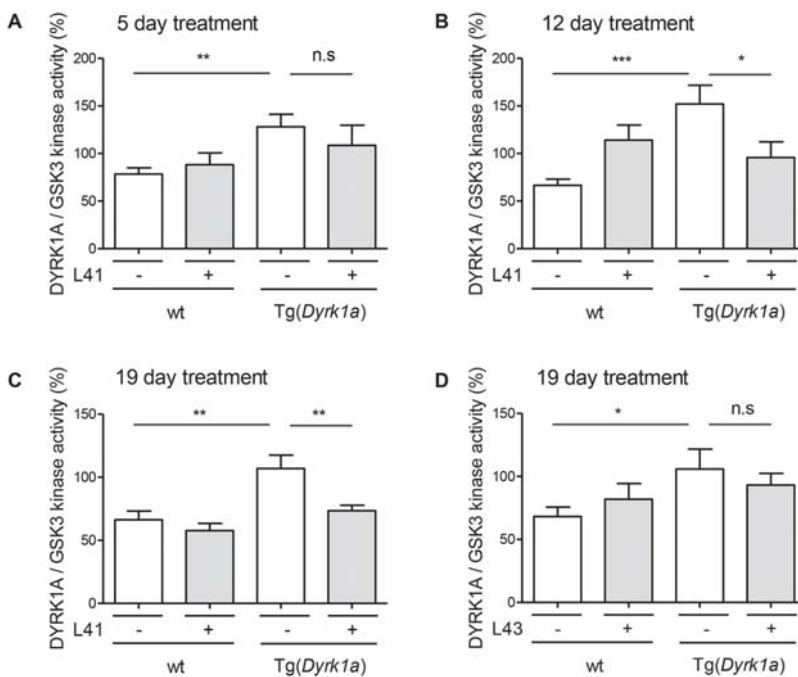 A
5 day treatment
DYRK1A / GSK3 kinase activity (%)
200
150
100
50
0
**
n.s
L41
-
+
-
+
wt
Tg(Dyrk1a)
B
12 day treatment
DYRK1A / GSK3 kinase activity (%)
200
150
100
50
0
***
*
L41
-
+
-
+
wt
Tg(Dyrk1a)
C
19 day treatment
DYRK1A / GSK3 kinase activity (%)
150
100
50
0
**
**
L41
-
+
-
+
wt
Tg(Dyrk1a)
D
19 day treatment
DYRK1A / GSK3 kinase activity (%)
150
100
50
0
*
n.s
L43
-
+
-
+
wt
Tg(Dyrk1a)